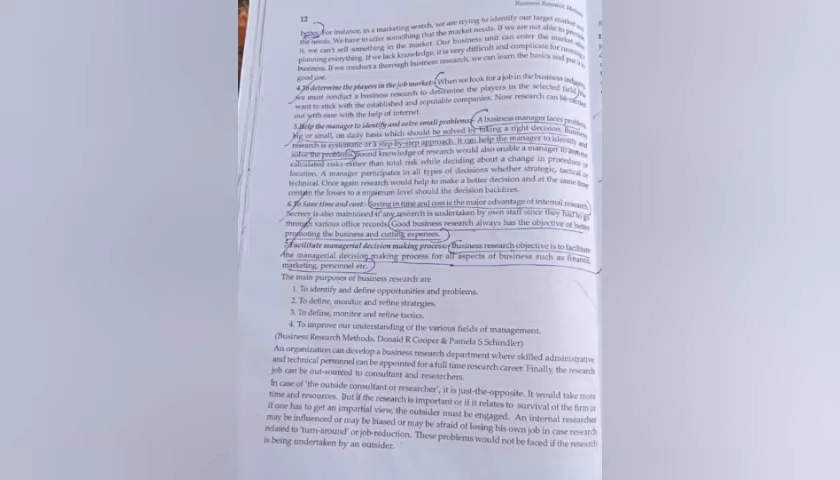 Business Research Methods
12
better. For instance, in a marketing search, we are trying to identify our target market and
the needs. We have to offer something that the market needs. If we are not able to provide
it, we can't sell something in the market. Our business unit can enter the market after
planning everything. If we lack knowledge, it is very difficult and complicate for running
business. If we conduct a thorough business research, we can learn the basics and put it to
good use.
4.To determine the players in the job market: When we look for a job in the business industry,
we must conduct a business research to determine the players in the selected field. We
want to stick with the established and reputable companies. Now research can be carried
out with ease with the help of internet.
5.Help the manager to identify and solve small problems: A business manager faces problems,
big or small, on daily basis which should be solved by taking a right decision. Business
research is systematic or a step-by-step approach. It can help the manager to identify and
solve the problems. Sound knowledge of research would also enable a manager to
calculated risks rather than total risk while deciding about a change in procedure or
location. A manager participates in all types of decisions whether strategic, tactical or
technical. Once again research would help to make a better decision and at the same time
contain the losses to a minimum level should the decision backfires.
6.To Save time and cost: Saving in time and cost is the major advantage of internal research.
Secrecy is also maintained if any research is undertaken by own staff since they had to go
through various office records. Good business research always has the objective of better
promoting the business and cutting expenses.
7.Facilitate managerial decision making process: Business research objective is to facilitate
the managerial decision making process for all aspects of business such as finance,
marketing, personnel etc.
The main purposes of business research are
1. To identify and define opportunities and problems.
2. To define, monitor and refine strategies.
3. To define, monitor and refine tactics.
4. To improve our understanding of the various fields of management.
(Business Research Methods. Donald R Cooper & Pamela S Schindler)
An organization can develop a business research department where skilled administrative
and technical personnel can be appointed for a full time research career. Finally, the research
job can be out-sourced to consultant and researchers.
In case of 'the outside consultant or researcher', it is just-the-opposite. It would take more
time and resources. But if the research is important or if it relates to survival of the firm or
if one has to get an impartial view, the outsider must be engaged. An internal researcher
may be influenced or may be biased or may be afraid of losing his own job in case research
related to 'turn-around' or job-reduction. These problems would not be faced if the research
is being undertaken by an outsider.